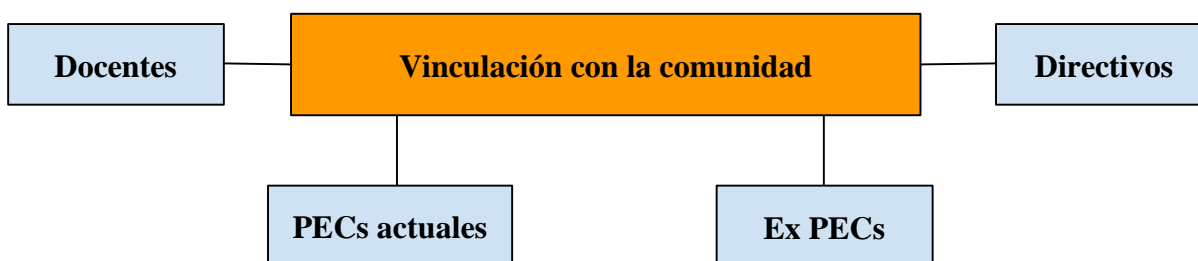 Docentes
Vinculación con la comunidad
Directivos
PECs actuales
Ex PECs